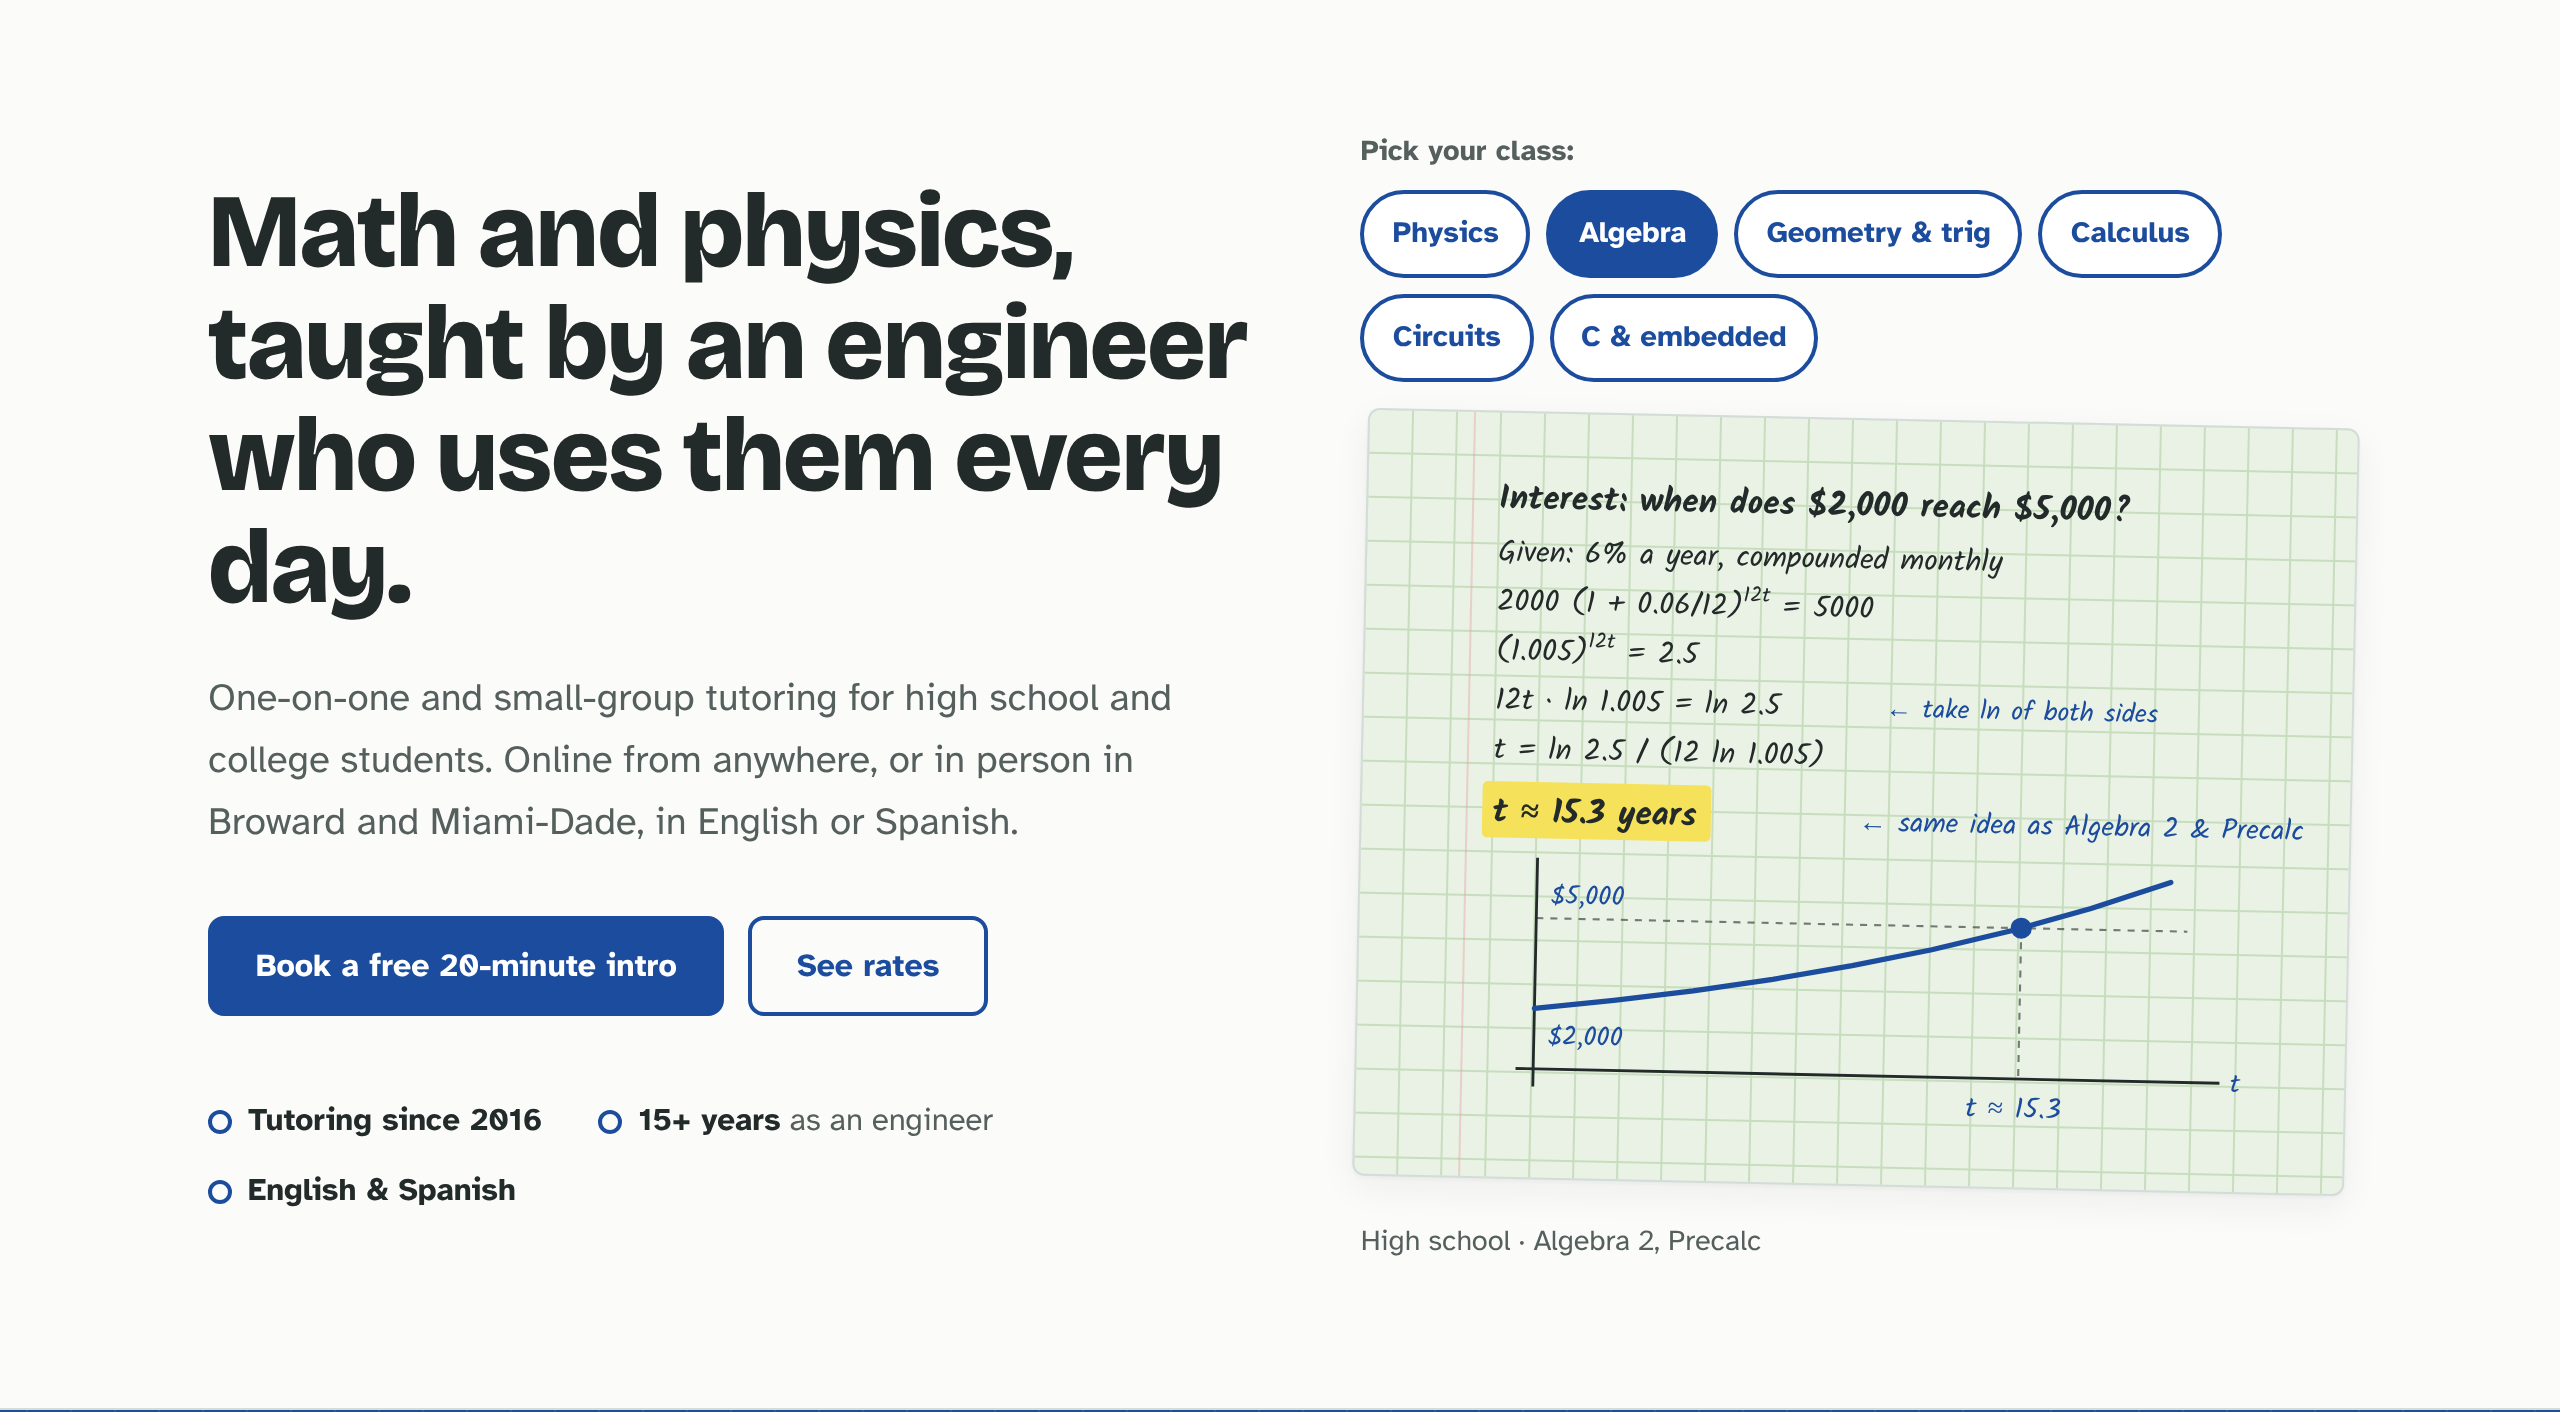 Math and physics,
taught by an engineer
who uses them every
day.
One-on-one and small-group tutoring for high school and
college students. Online from anywhere, or in person in
Broward and Miami-Dade, in English or Spanish.
Book a free 20-minute intro
See rates
Tutoring since 2016
15+ years as an engineer
English & Spanish
Pick your class:
Physics
Algebra
Geometry & trig
Calculus
Circuits
C & embedded
Interest: when does $2,000 reach $5,000?
Given: 6% a year, compounded monthly
2000 (1 + 0.06/12)^12t = 5000
(1.005)^12t = 2.5
12t · ln 1.005 = ln 2.5
← take ln of both sides
t = ln 2.5 / (12 ln 1.005)
t ≈ 15.3 years
← same idea as Algebra 2 & Precalc
$5,000
$2,000
t
t ≈ 15.3
High school · Algebra 2, Precalc